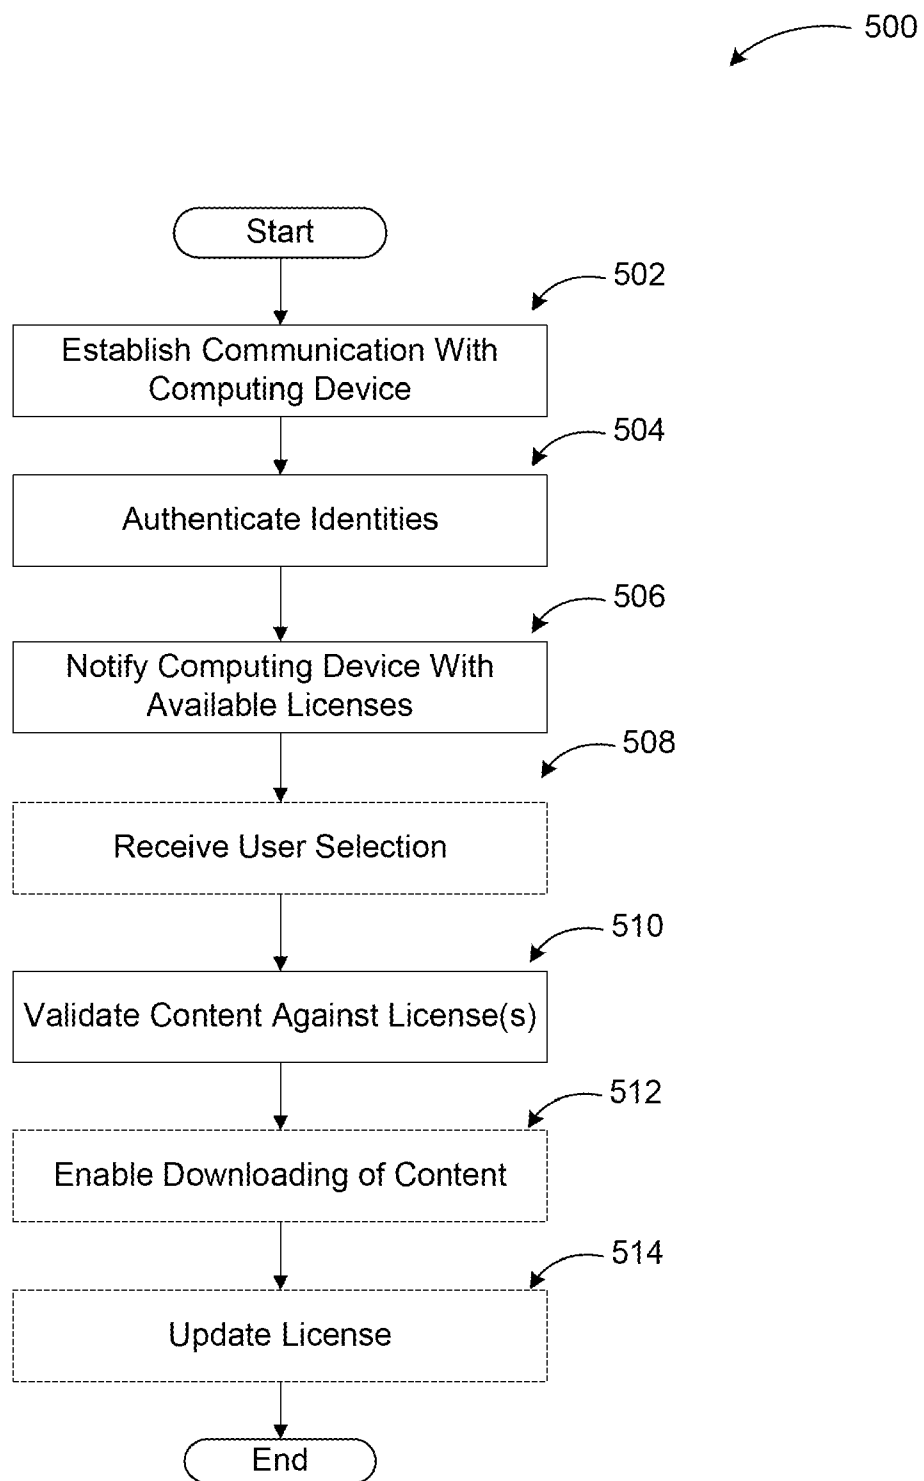 500
Start
502
Establish Communication With
Computing Device
504
Authenticate Identities
506
Notify Computing Device With
Available Licenses
508
Receive User Selection
510
Validate Content Against License(s)
512
Enable Downloading of Content
514
Update License
End